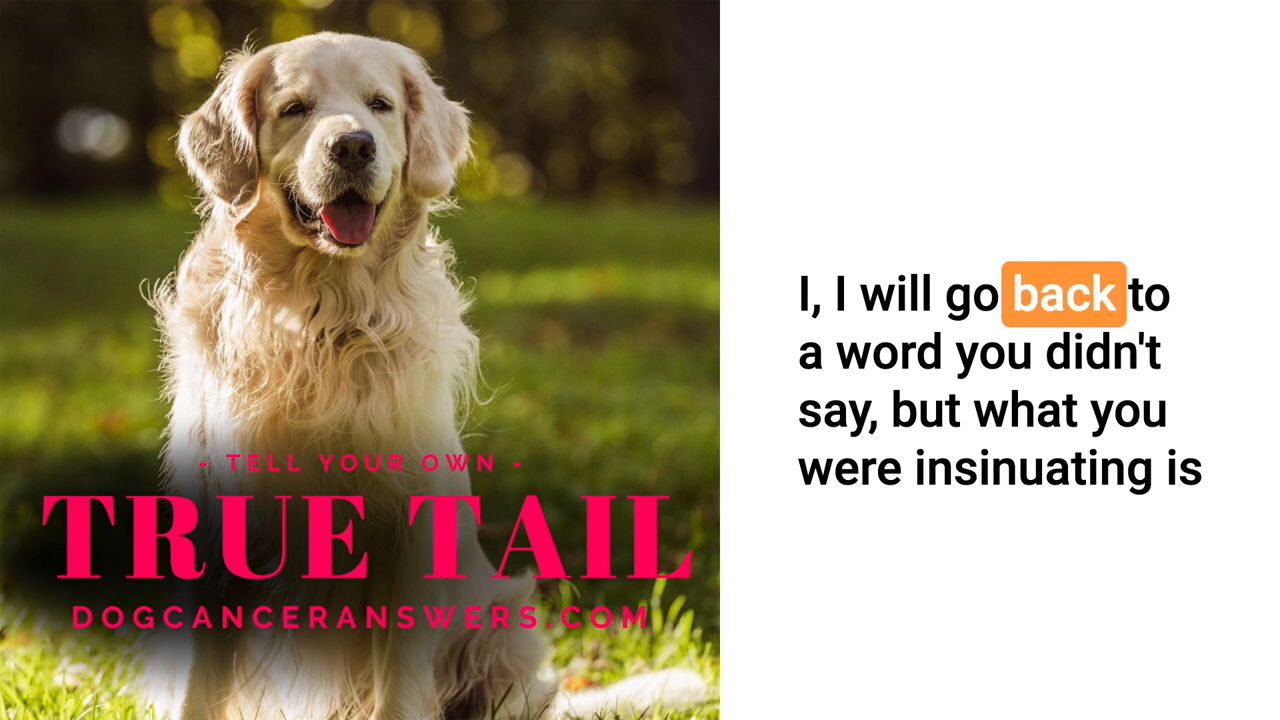 - TELL YOUR OWN -
TRUE TAIL
DOGCANCERANSWERS.COM
I, I will go back to
a word you didn't
say, but what you
were insinuating is